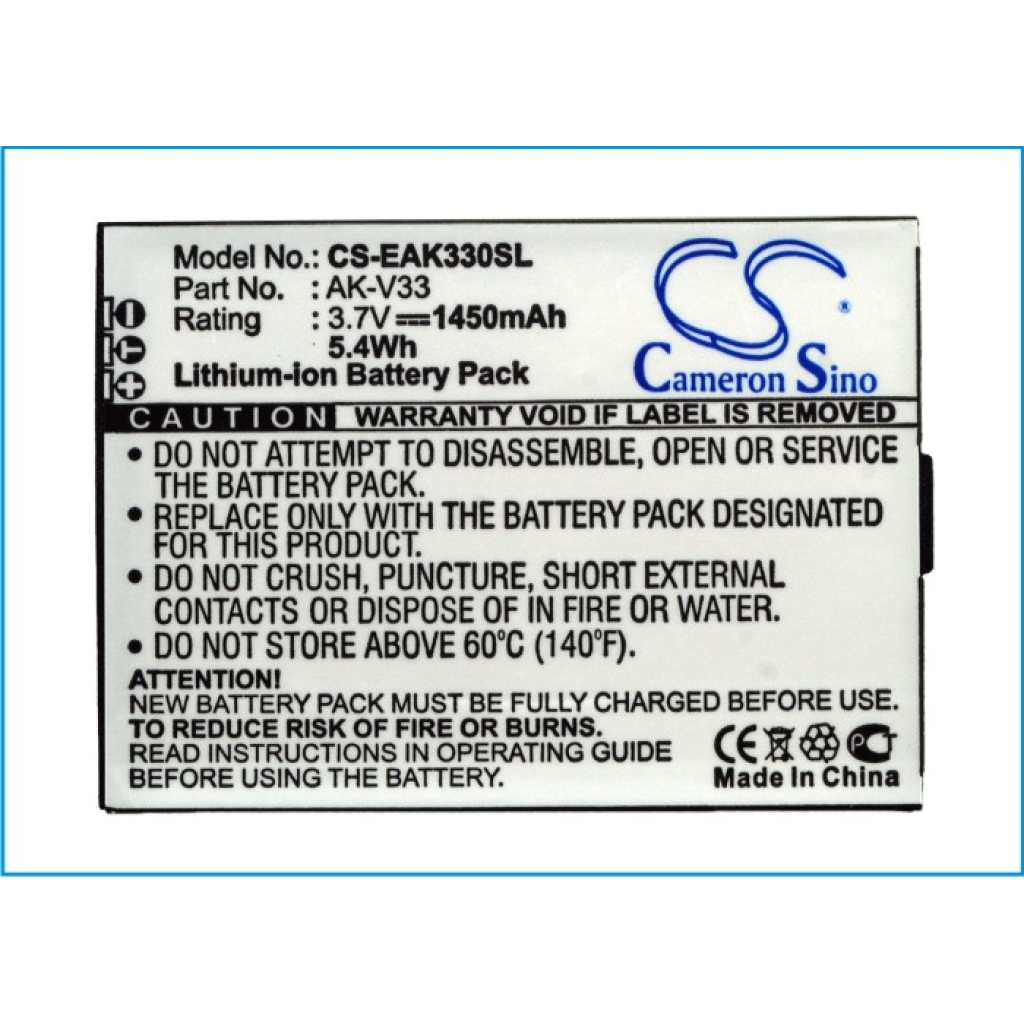 Model No.: CS-EAK330SL
Part No. : AK-V33
Rating : 3.7V 1450mAh
5.4Wh
Lithium-ion Battery Pack
CS
®
Cameron Sino
CAUTION WARRANTY VOID IF LABEL IS REMOVED
• DO NOT ATTEMPT TO DISASSEMBLE, OPEN OR SERVICE
THE BATTERY PACK.
• REPLACE ONLY WITH THE BATTERY PACK DESIGNATED
FOR THIS PRODUCT.
• DO NOT CRUSH, PUNCTURE, SHORT EXTERNAL
CONTACTS OR DISPOSE OF IN FIRE OR WATER.
• DO NOT STORE ABOVE 60°C (140°F).
ATTENTION!
NEW BATTERY PACK MUST BE FULLY CHARGED BEFORE USE.
TO REDUCE RISK OF FIRE OR BURNS.
READ INSTRUCTIONS IN OPERATING GUIDE
BEFORE USING THE BATTERY.
CE
Made In China